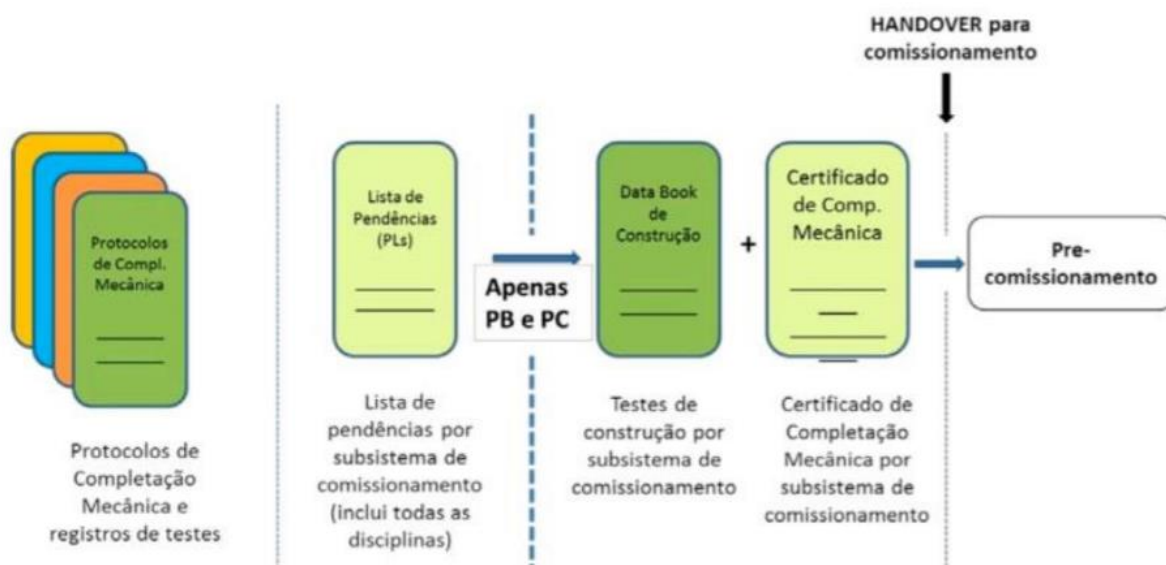 HANDOVER para
comissionamento
Protocolos
de Compl.
Mecânica
Lista de
Pendências
(PLs)
Apenas
PB e PC
Data Book
de
Construção
+
Certificado
de Comp.
Mecânica
Pre-
comissionamento
Protocolos de
Completação
Mecânica e
registros de testes
Lista de
pendências por
subsistema de
comissionamento
(inclui todas as
disciplinas)
Testes de
construção por
subsistema de
comissionamento
Certificado de
Completação
Mecânica por
subsistema de
comissionamento